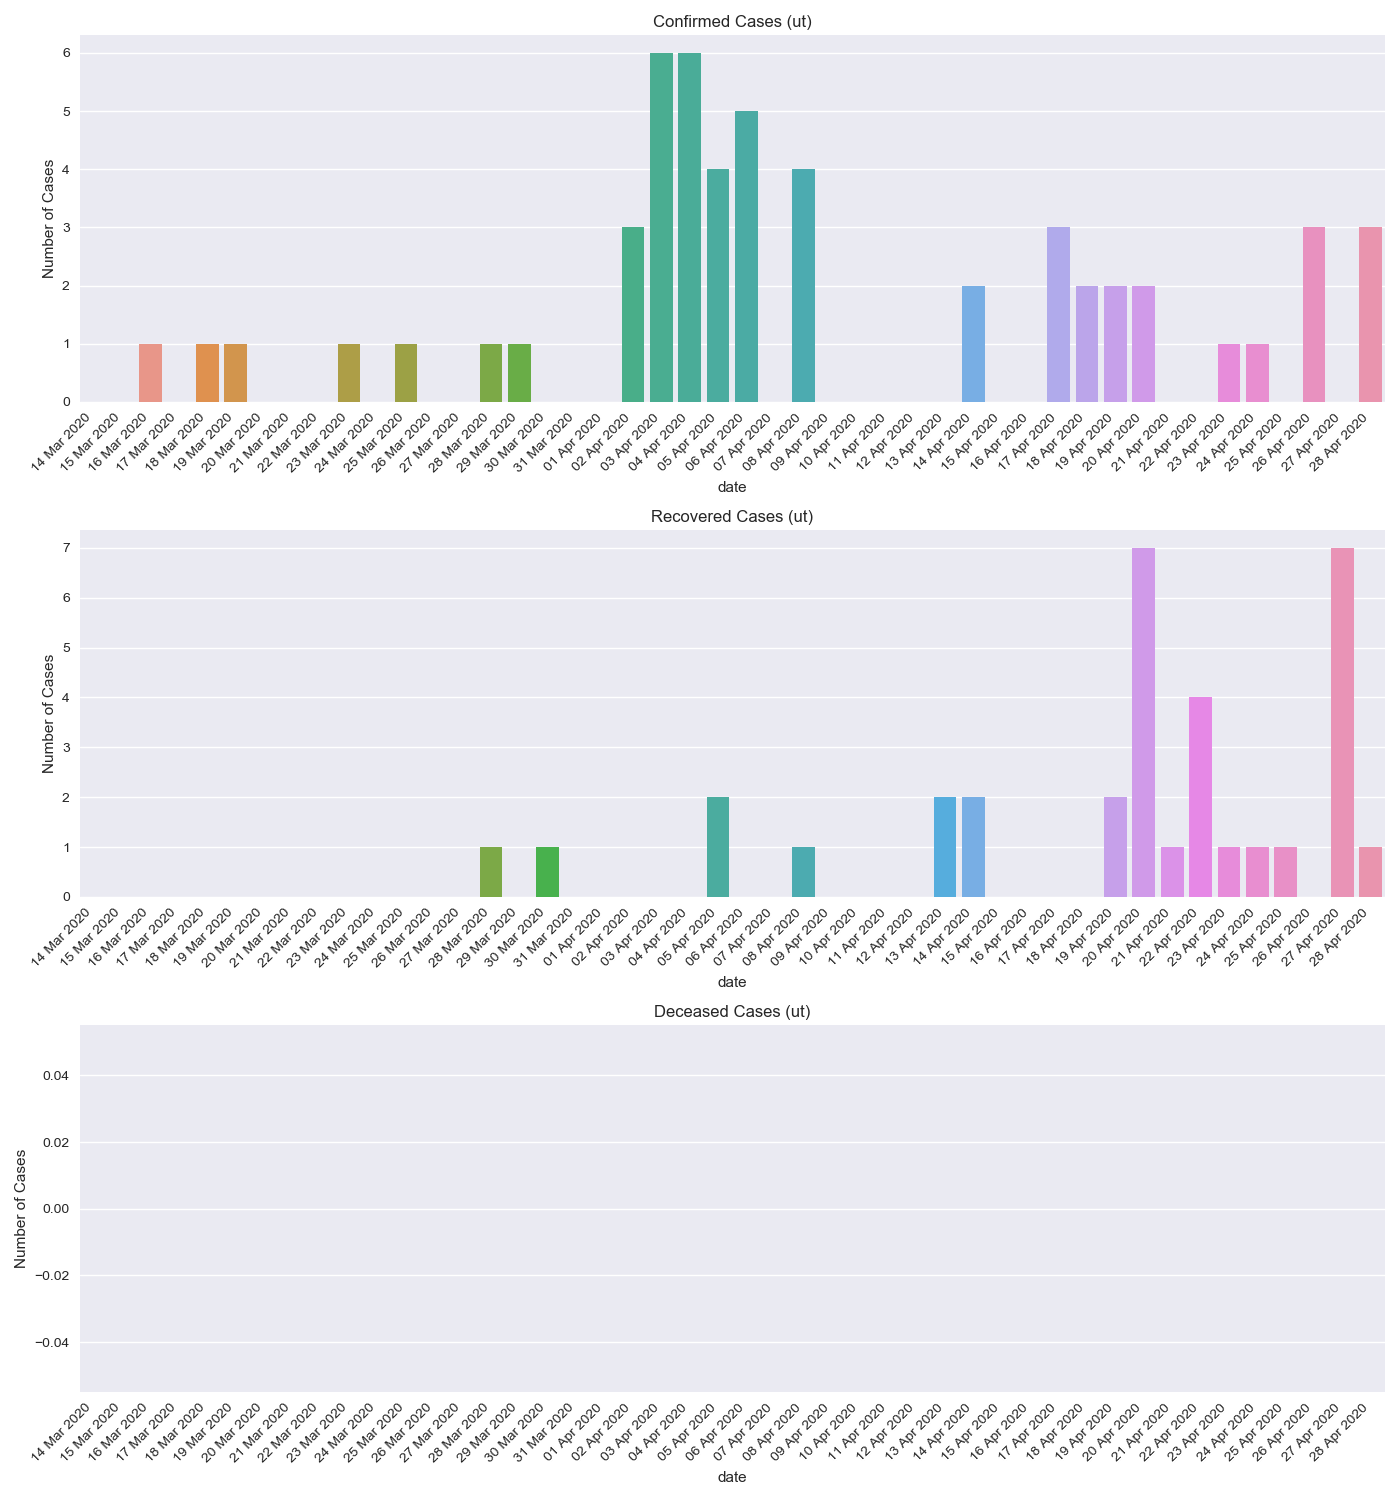 Confirmed Cases (ut)
Number of Cases
6
5
4
3
2
1
0
14 Mar 2020
15 Mar 2020
16 Mar 2020
17 Mar 2020
18 Mar 2020
19 Mar 2020
20 Mar 2020
21 Mar 2020
22 Mar 2020
23 Mar 2020
24 Mar 2020
25 Mar 2020
26 Mar 2020
27 Mar 2020
28 Mar 2020
29 Mar 2020
30 Mar 2020
31 Mar 2020
01 Apr 2020
02 Apr 2020
03 Apr 2020
04 Apr 2020
05 Apr 2020
06 Apr 2020
07 Apr 2020
08 Apr 2020
09 Apr 2020
10 Apr 2020
11 Apr 2020
12 Apr 2020
13 Apr 2020
14 Apr 2020
15 Apr 2020
16 Apr 2020
17 Apr 2020
18 Apr 2020
19 Apr 2020
20 Apr 2020
21 Apr 2020
22 Apr 2020
23 Apr 2020
24 Apr 2020
25 Apr 2020
26 Apr 2020
27 Apr 2020
28 Apr 2020
date
Recovered Cases (ut)
Number of Cases
7
6
5
4
3
2
1
0
14 Mar 2020
15 Mar 2020
16 Mar 2020
17 Mar 2020
18 Mar 2020
19 Mar 2020
20 Mar 2020
21 Mar 2020
22 Mar 2020
23 Mar 2020
24 Mar 2020
25 Mar 2020
26 Mar 2020
27 Mar 2020
28 Mar 2020
29 Mar 2020
30 Mar 2020
31 Mar 2020
01 Apr 2020
02 Apr 2020
03 Apr 2020
04 Apr 2020
05 Apr 2020
06 Apr 2020
07 Apr 2020
08 Apr 2020
09 Apr 2020
10 Apr 2020
11 Apr 2020
12 Apr 2020
13 Apr 2020
14 Apr 2020
15 Apr 2020
16 Apr 2020
17 Apr 2020
18 Apr 2020
19 Apr 2020
20 Apr 2020
21 Apr 2020
22 Apr 2020
23 Apr 2020
24 Apr 2020
25 Apr 2020
26 Apr 2020
27 Apr 2020
28 Apr 2020
date
Deceased Cases (ut)
Number of Cases
0.04
0.02
0.00
−0.02
−0.04
14 Mar 2020
15 Mar 2020
16 Mar 2020
17 Mar 2020
18 Mar 2020
19 Mar 2020
20 Mar 2020
21 Mar 2020
22 Mar 2020
23 Mar 2020
24 Mar 2020
25 Mar 2020
26 Mar 2020
27 Mar 2020
28 Mar 2020
29 Mar 2020
30 Mar 2020
31 Mar 2020
01 Apr 2020
02 Apr 2020
03 Apr 2020
04 Apr 2020
05 Apr 2020
06 Apr 2020
07 Apr 2020
08 Apr 2020
09 Apr 2020
10 Apr 2020
11 Apr 2020
12 Apr 2020
13 Apr 2020
14 Apr 2020
15 Apr 2020
16 Apr 2020
17 Apr 2020
18 Apr 2020
19 Apr 2020
20 Apr 2020
21 Apr 2020
22 Apr 2020
23 Apr 2020
24 Apr 2020
25 Apr 2020
26 Apr 2020
27 Apr 2020
28 Apr 2020
date